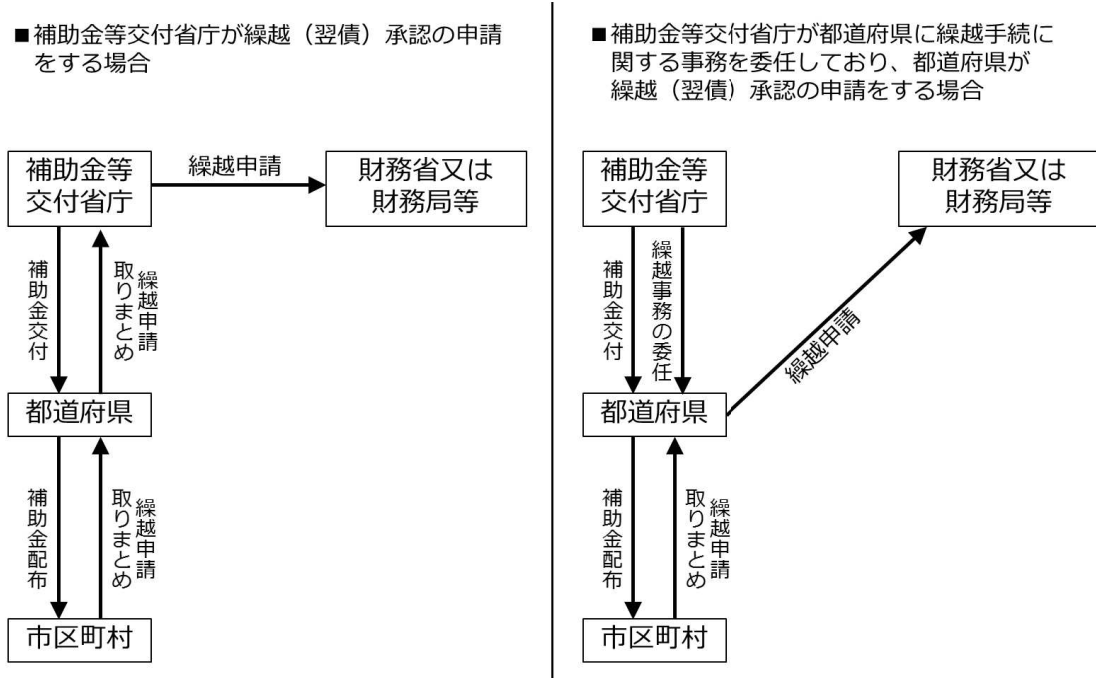 ■補助金等交付省庁が繰越（翌債）承認の申請
をする場合
補助金等
交付省庁
繰越申請
財務省又は
財務局等
補助金交付
繰越申請
取りまとめ
都道府県
補助金配布
繰越申請
取りまとめ
市区町村
■補助金等交付省庁が都道府県に繰越手続に
関する事務を委任しており、都道府県が
繰越（翌債）承認の申請をする場合
補助金等
交付省庁
財務省又は
財務局等
補助金交付
繰越事務の委任
繰越申請
都道府県
補助金配布
繰越申請
取りまとめ
市区町村